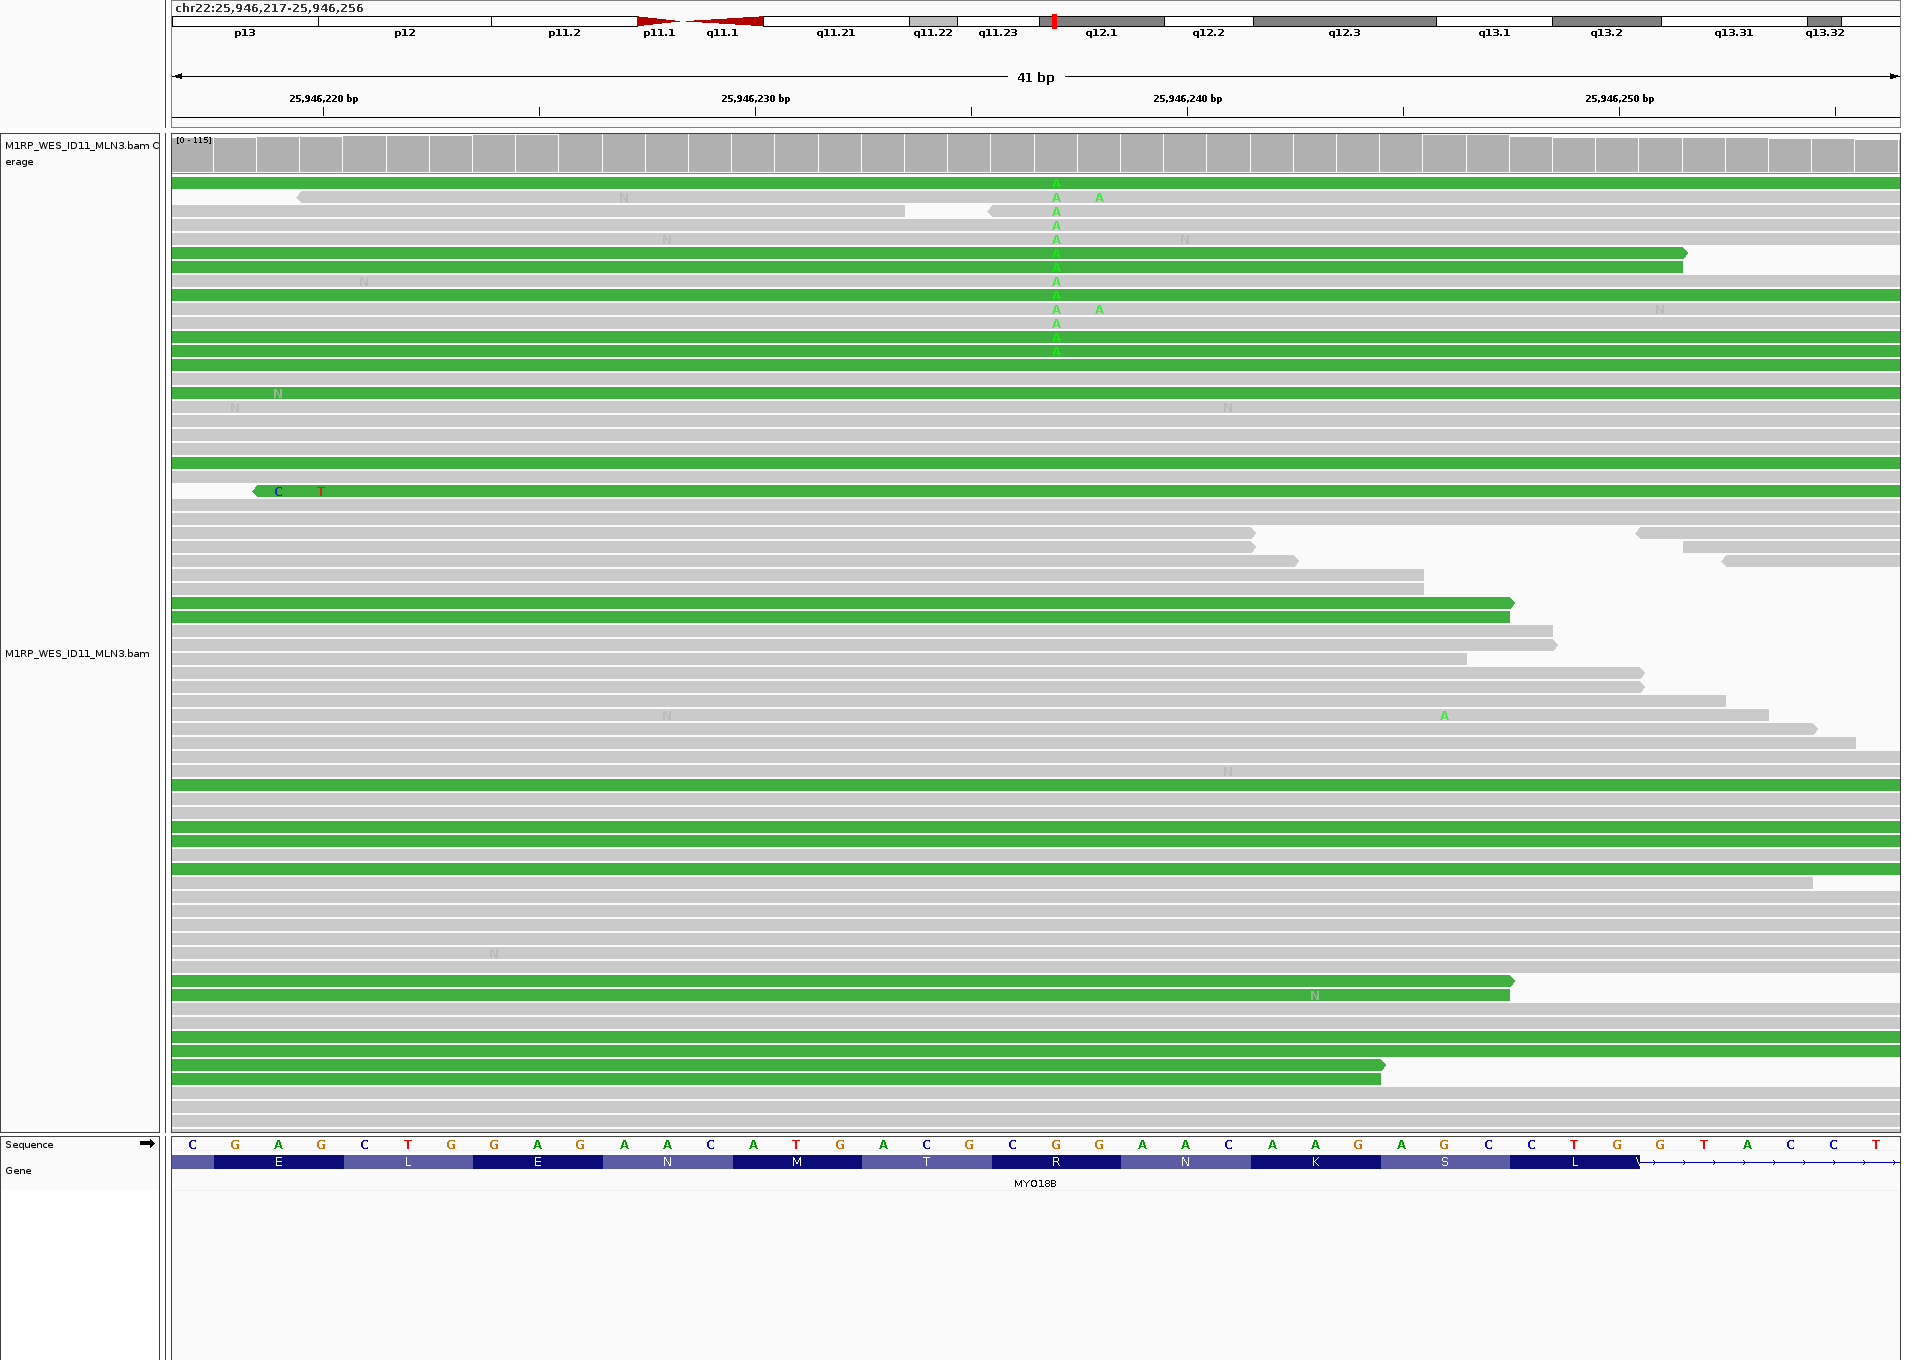 chr22:25,946,217-25,946,256
p13 p12 p11.2 p11.1 q11.1 q11.21 q11.22 q11.23 q12.1 q12.2 q12.3 q13.1 q13.2 q13.31 q13.32
41 bp
25,946,220 bp 25,946,230 bp 25,946,240 bp 25,946,250 bp
M1RP_WES_ID11_MLN3.bam C
erage
[0 - 115]
A
N A A
A
A
N A N
A
A
N A
A
A A N
A
A
A
N
N N
C T
M1RP_WES_ID11_MLN3.bam
N A
N
N
N
Sequence C G A G C T G G A G A A C A T G A C G C G G A A C A A G A G C C T G G T A C C T
Gene E L E N M T R N K S L
MYO18B